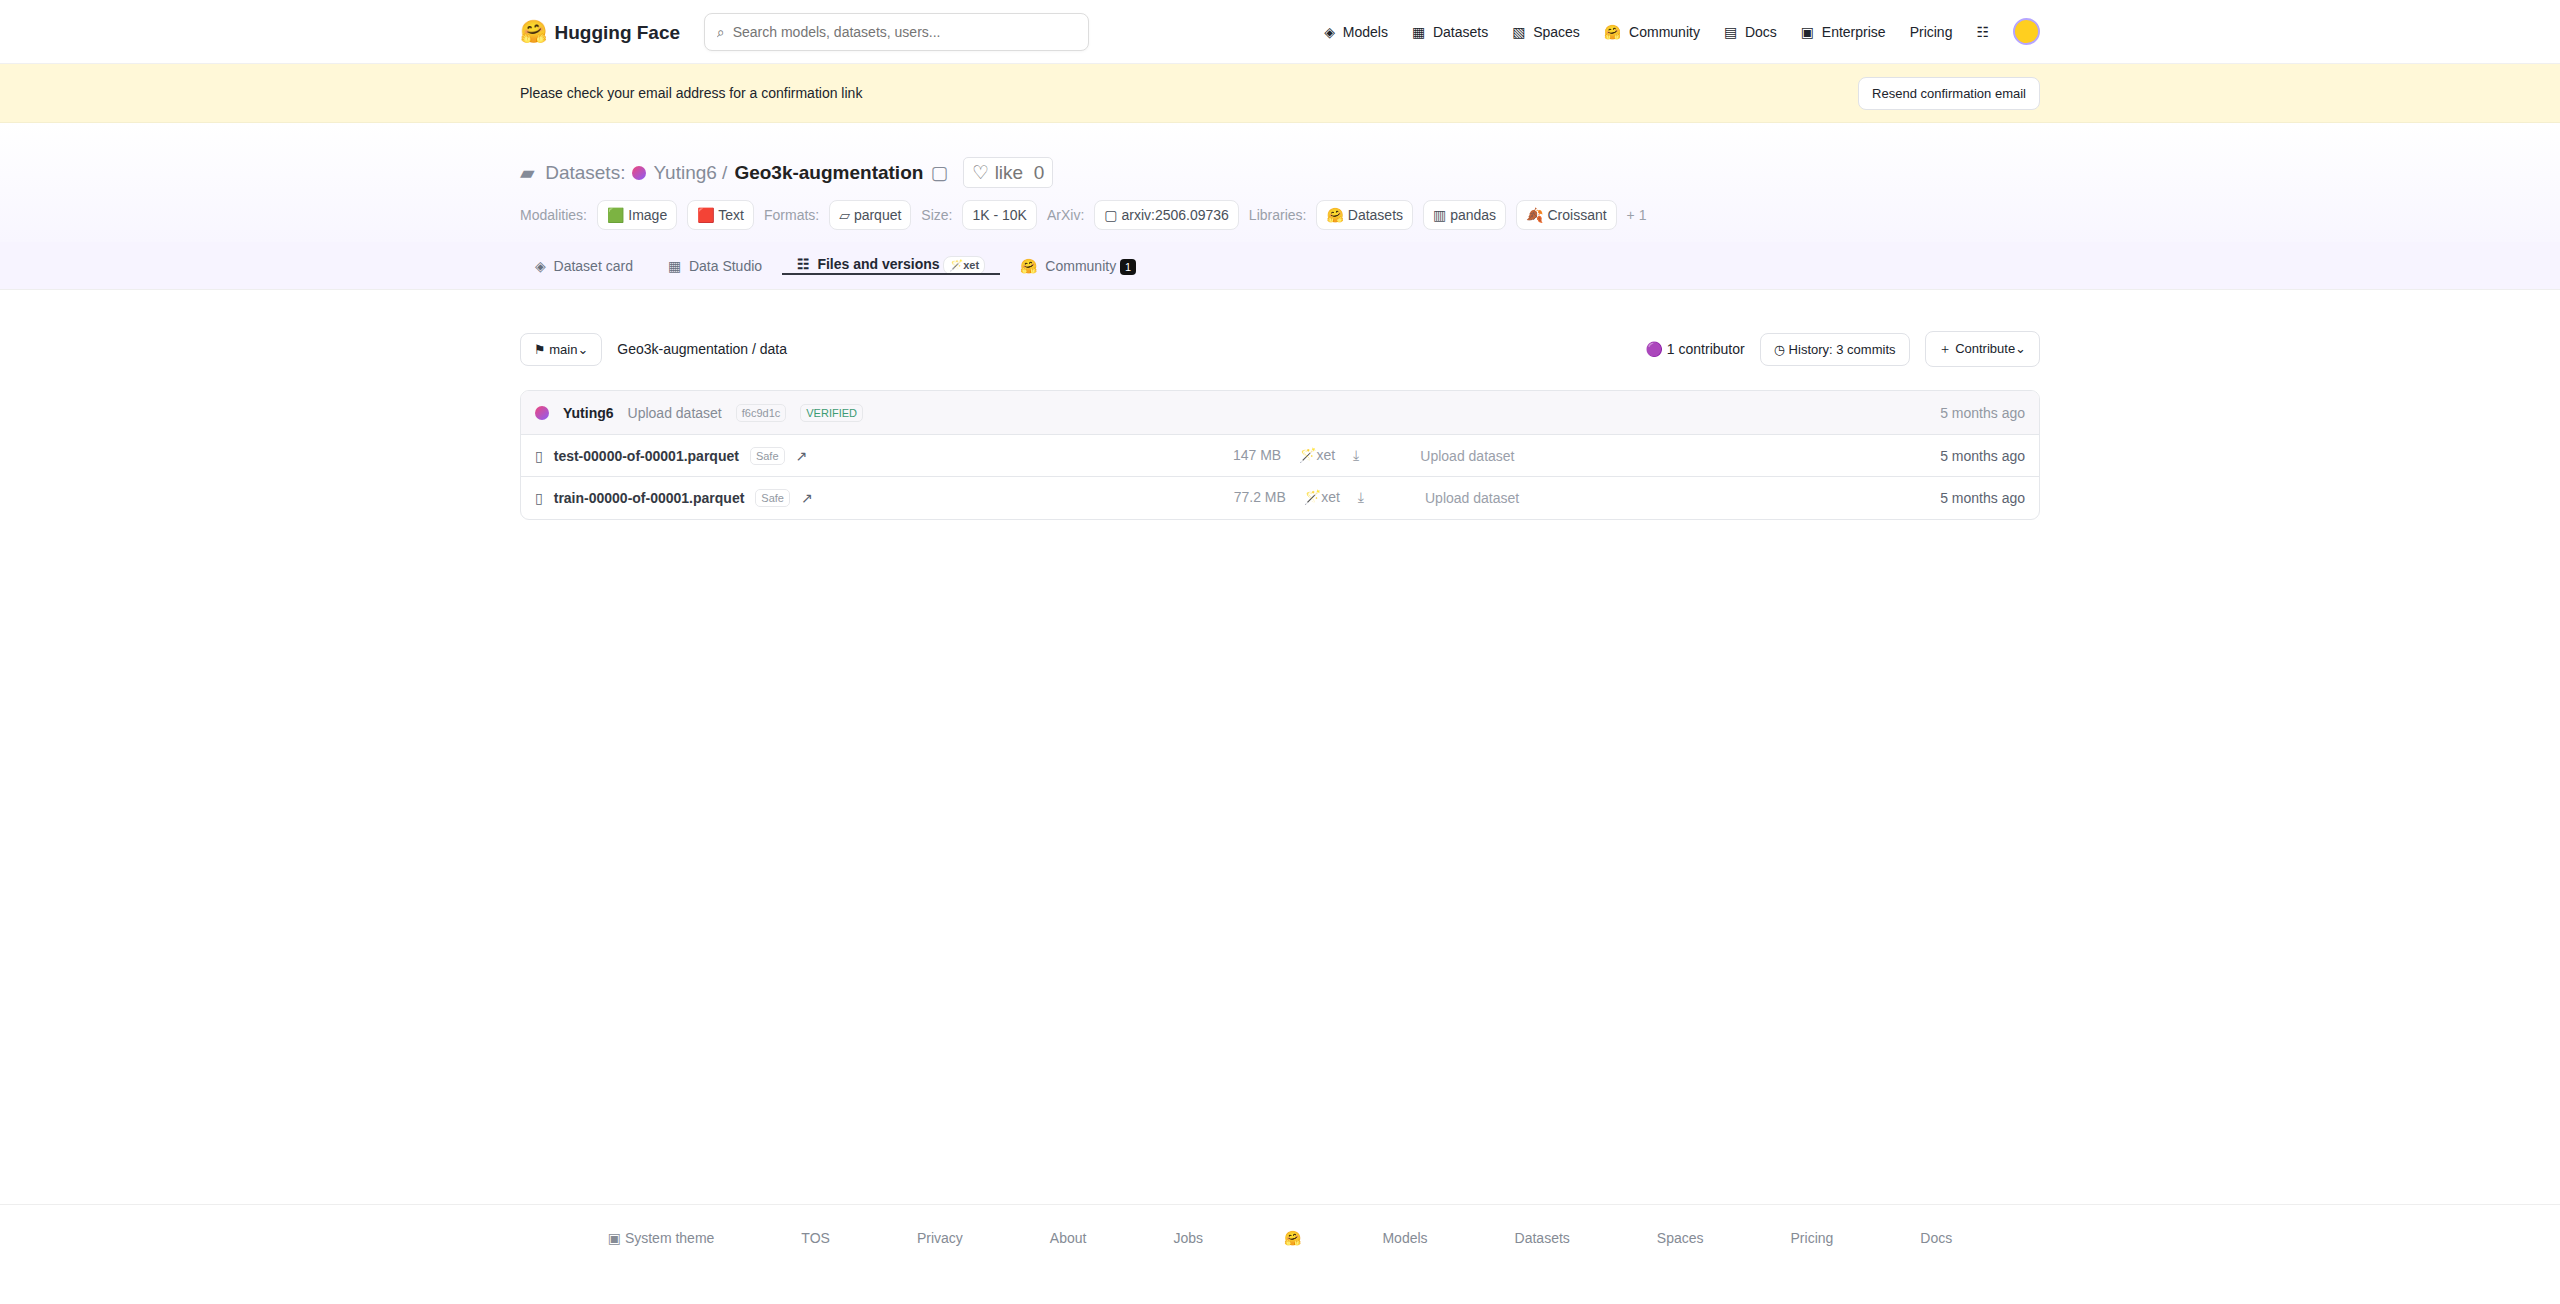 Hugging Face Search models, datasets, users... Models Datasets Spaces Community Docs Enterprise Pricing
Please check your email address for a confirmation link Resend confirmation email
Datasets: Yuting6 / Geo3k-augmentation like 0
Modalities: Image Text Formats: parquet Size: 1K - 10K ArXiv: arxiv:2506.09736 Libraries: Datasets pandas Croissant + 1
Dataset card Data Studio Files and versions xet Community 1
main Geo3k-augmentation / data 1 contributor History: 3 commits + Contribute
Yuting6 Upload dataset f6c9d1c VERIFIED 5 months ago
test-00000-of-00001.parquet Safe 147 MB xet Upload dataset 5 months ago
train-00000-of-00001.parquet Safe 77.2 MB xet Upload dataset 5 months ago
System theme TOS Privacy About Jobs Models Datasets Spaces Pricing Docs